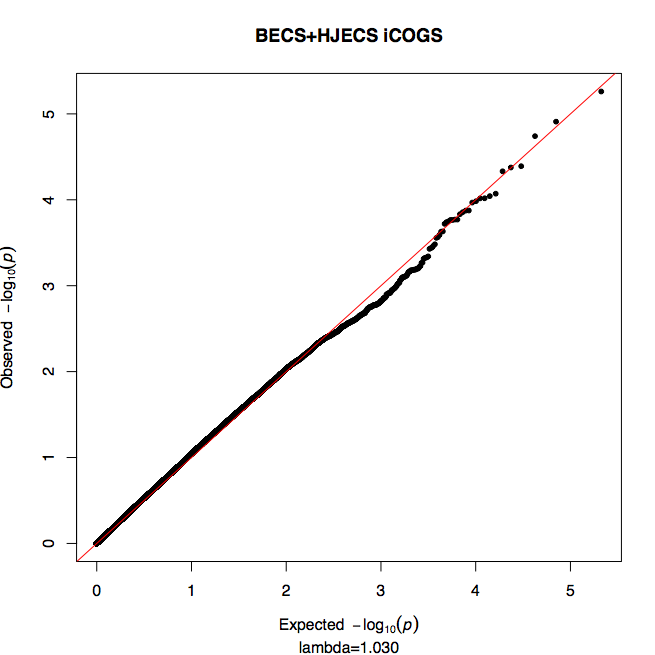 BECS+HJECS iCOGS
5
4
3
2
1
0
Observed −log10(p)
0 1 2 3 4 5
Expected −log10(p)
lambda=1.030